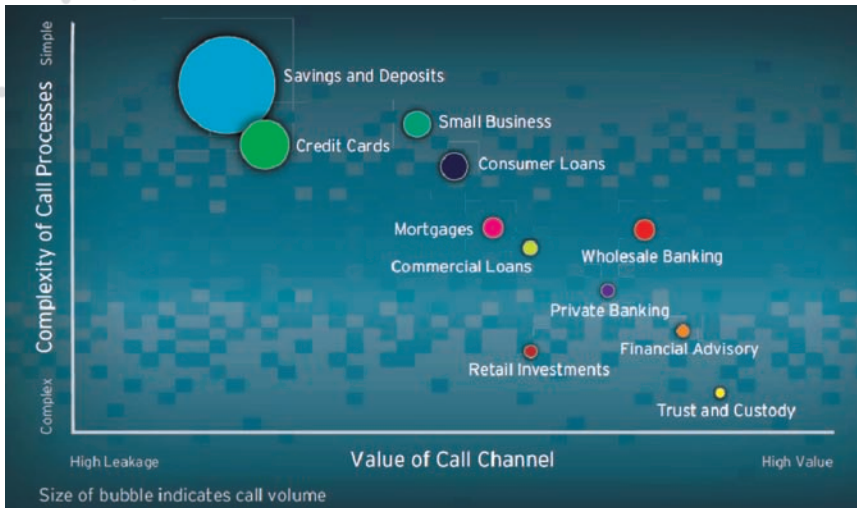 Simple
Savings and Deposits
Small Business
Credit Cards
Consumer Loans
Complexity of Call Processes
Mortgages
Wholesale Banking
Commercial Loans
Private Banking
Financial Advisory
Retail Investments
Complex
Trust and Custody
High Leakage
Value of Call Channel
High Value
Size of bubble indicates call volume